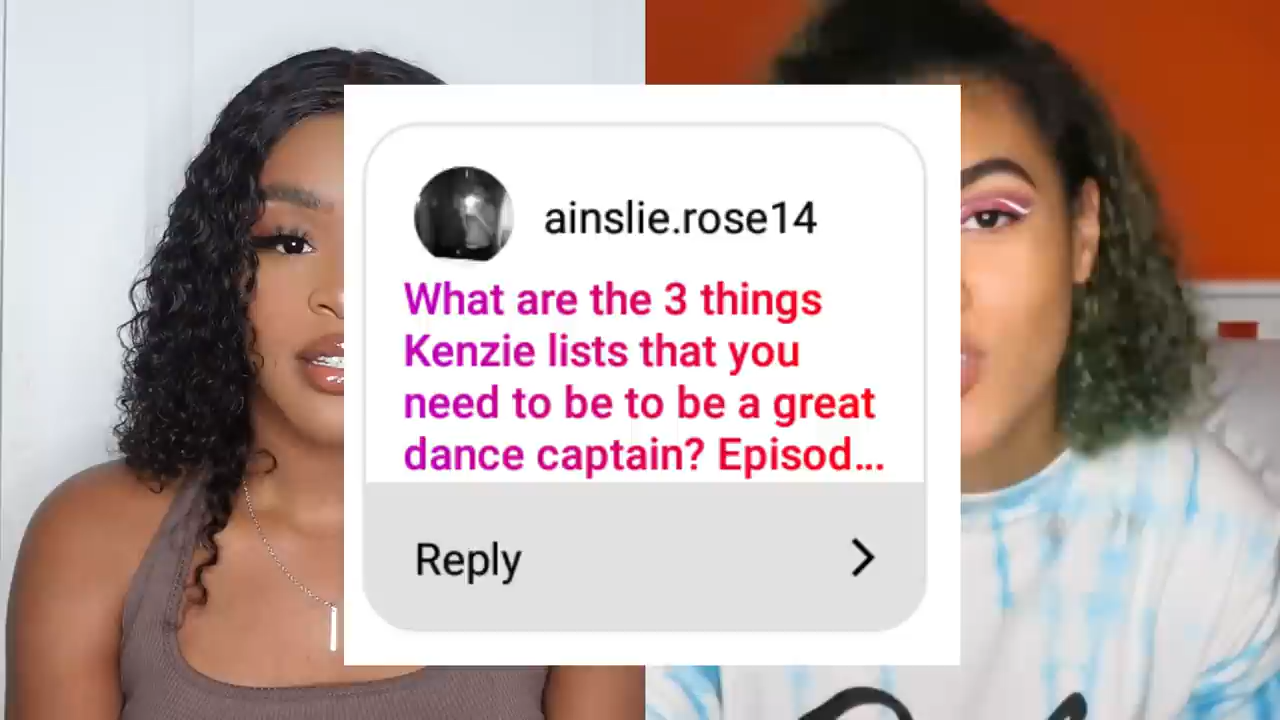 ainslie.rose14
What are the 3 things
Kenzie lists that you
need to be to be a great
dance captain? Episod...
Reply